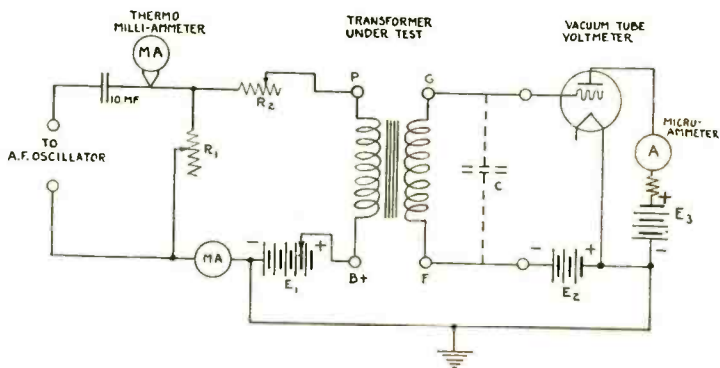 THERMO
MILLI-AMMETER
MA
10 MF
TO
A.F. OSCILLATOR
R1
R2
MA
- +
E1
TRANSFORMER
UNDER TEST
P
B+
G
F
C
VACUUM TUBE
VOLTMETER
MICRO-
AMMETER
A
+
E3
-
- +
E2